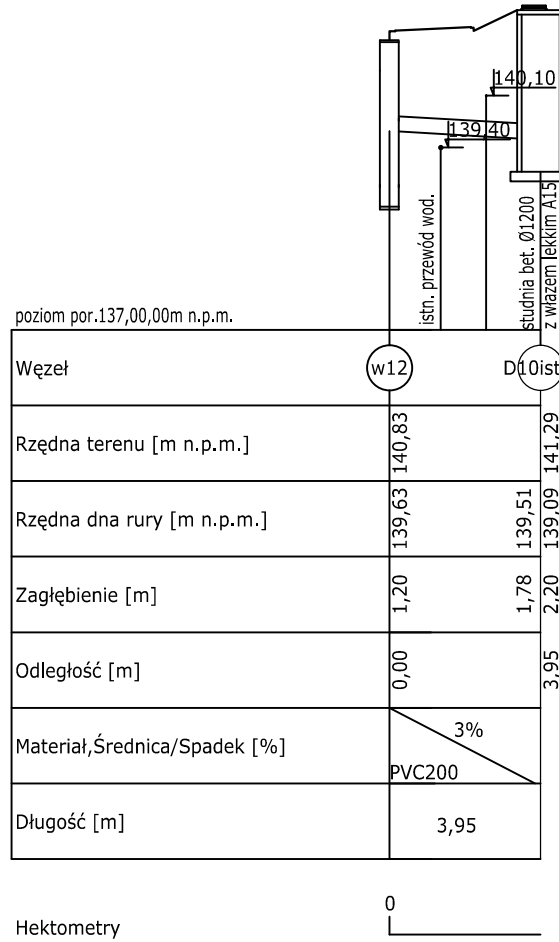 140,10
139,40
istn. przewód wod.
studnia bet. Ø1200
z włazem lekkim A15
poziom por.137,00,00m n.p.m.
Węzeł
w12
D10ist
Rzędna terenu [m n.p.m.]
140,83
141,29
Rzędna dna rury [m n.p.m.]
139,63
139,51
139,09
Zagłębienie [m]
1,20
1,78
2,20
Odległość [m]
0,00
3,95
Materiał,Średnica/Spadek [%]
3%
PVC200
Długość [m]
3,95
0
Hektometry